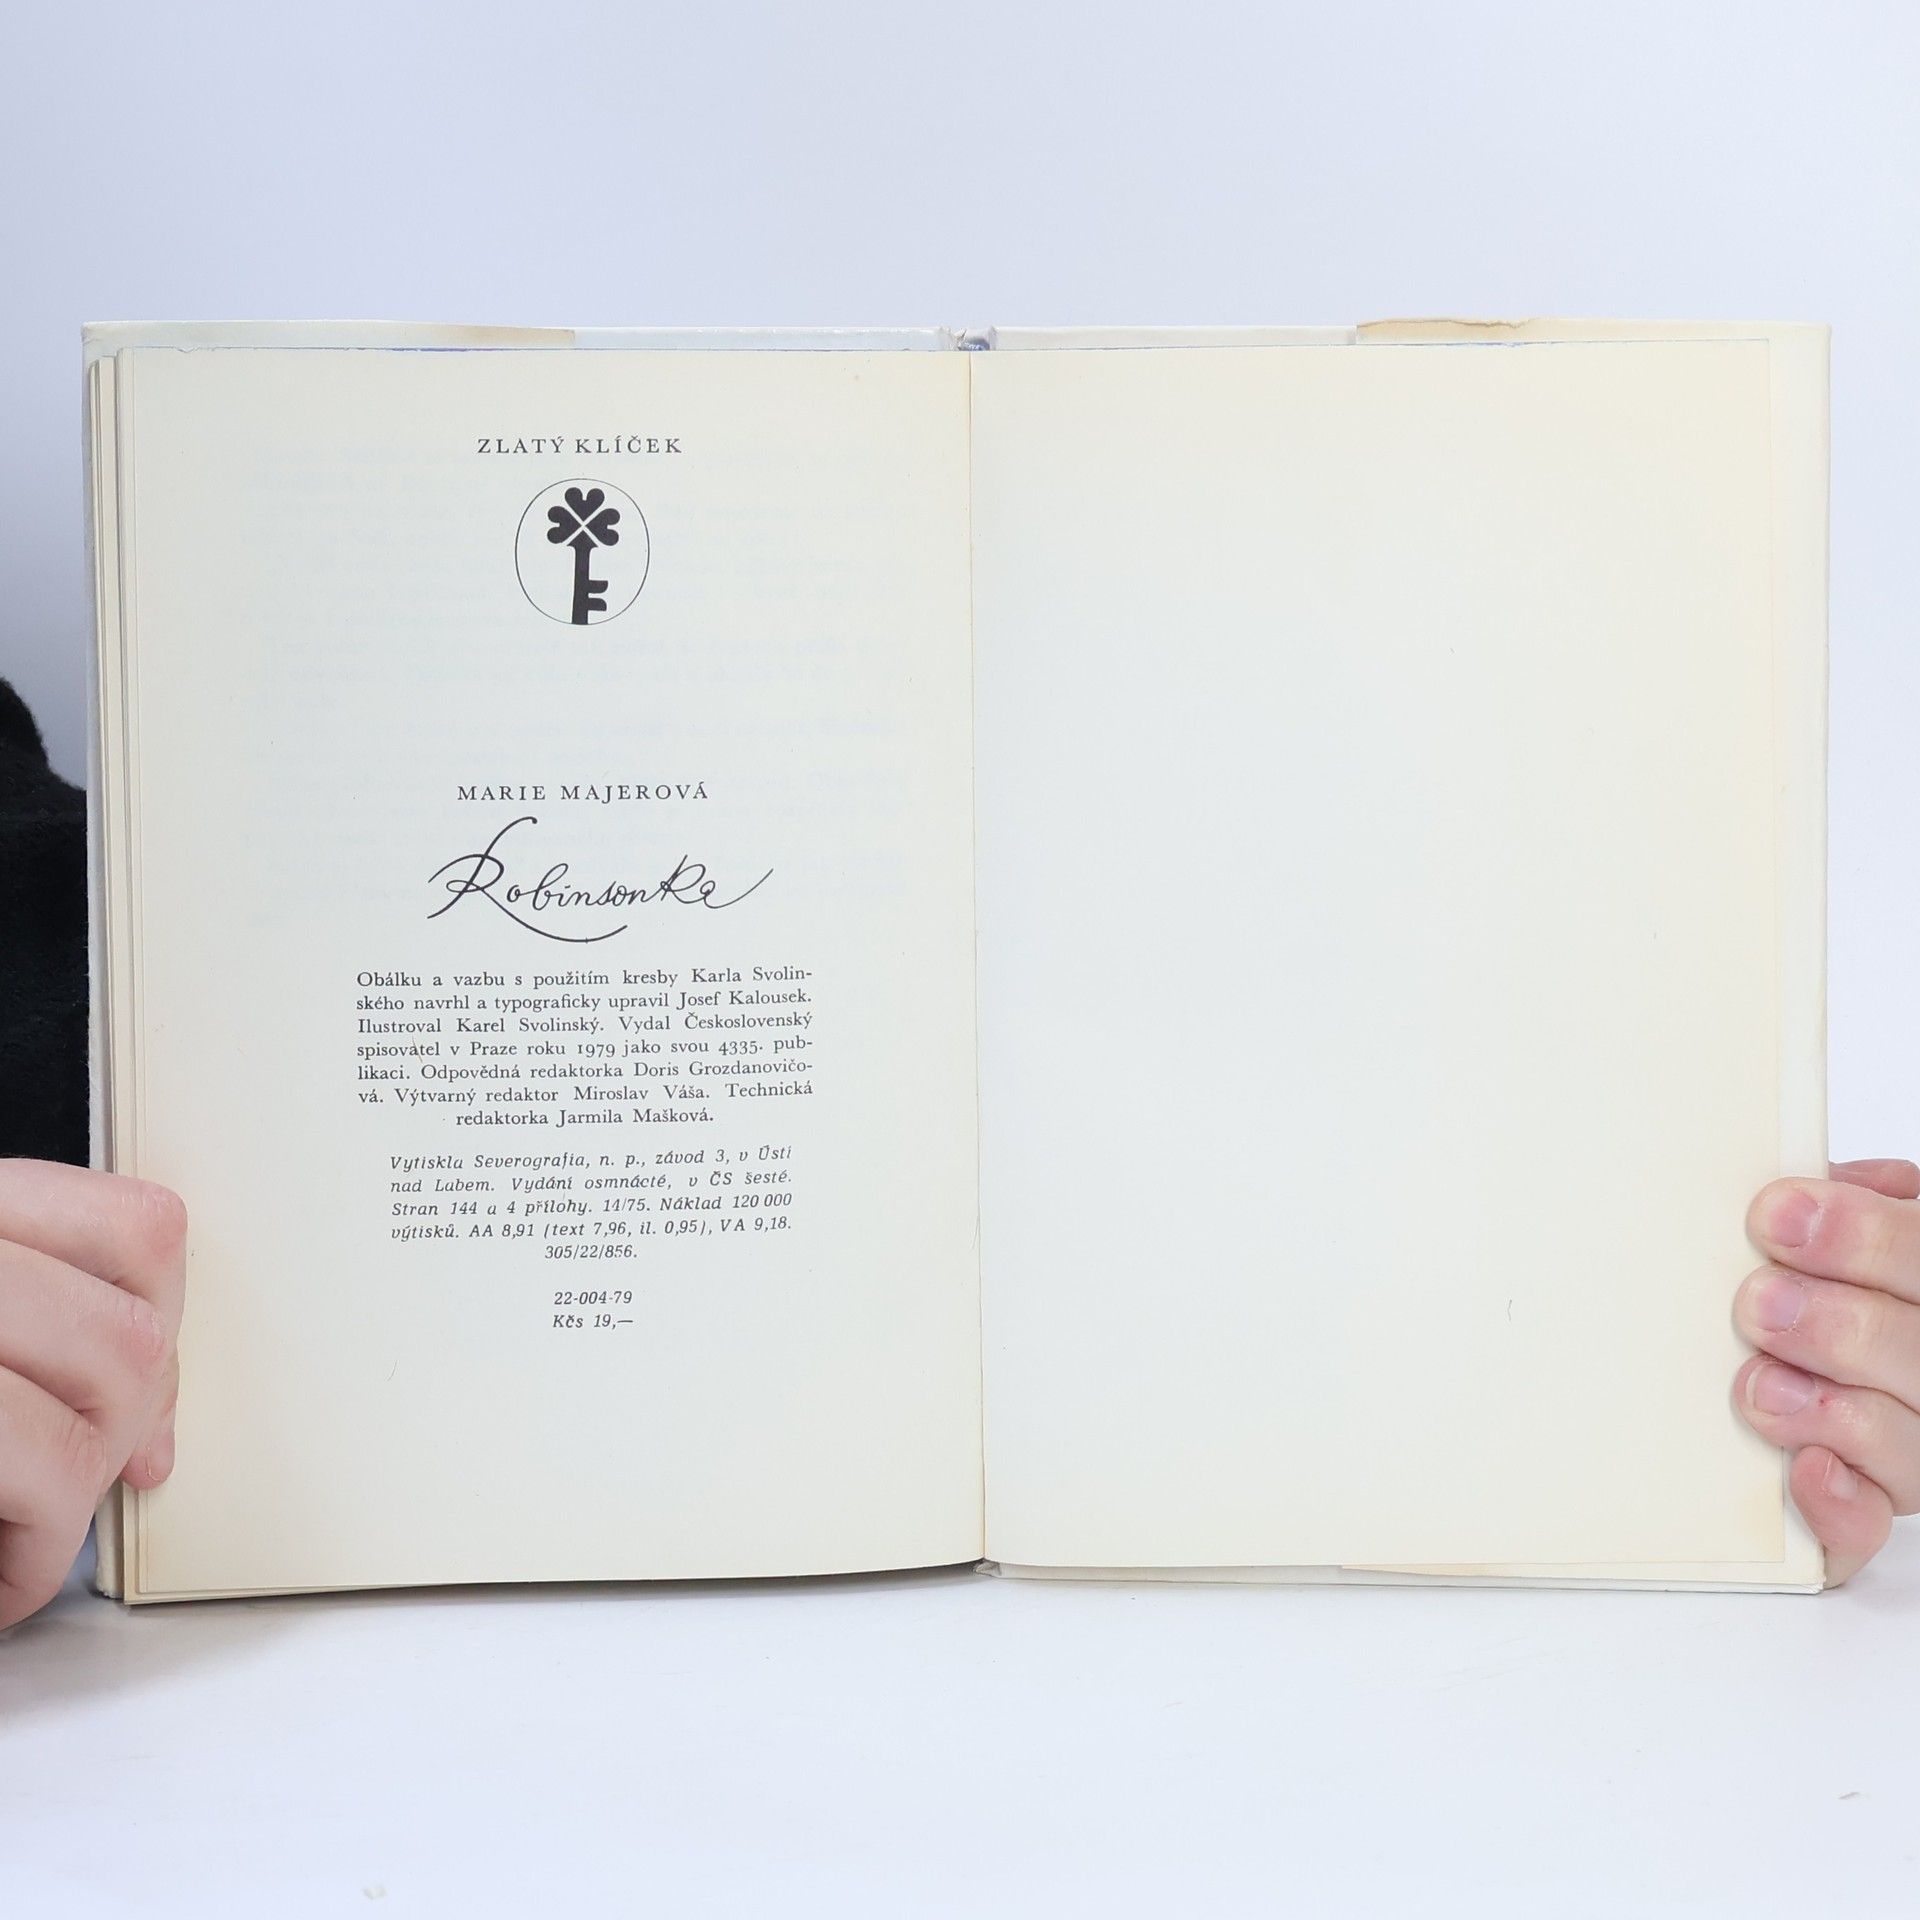 ZLATÝ KLÍČEK
MARIE MAJEROVÁ
Robinsonka
Obálku a vazbu s použitím kresby Karla Svolin-
ského navrhl a typograficky upravil Josef Kalousek.
Ilustroval Karel Svolinský. Vydal Československý
spisovatel v Praze roku 1979 jako svou 4335. pub-
likaci. Odpovědná redaktorka Doris Grozdanovičo-
vá. Výtvarný redaktor Miroslav Váša. Technická
redaktorka Jarmila Mašková.
Vytiskla Severografia, n. p., závod 3, v Ústí
nad Labem. Vydání osmnácté, v ČS šesté.
Stran 144 a 4 přílohy. 14/75. Náklad 120 000
výtisků. AA 8,91 (text 7,96, il. 0,95), VA 9,18.
305/22/856.
22-004-79
Kčs 19,—